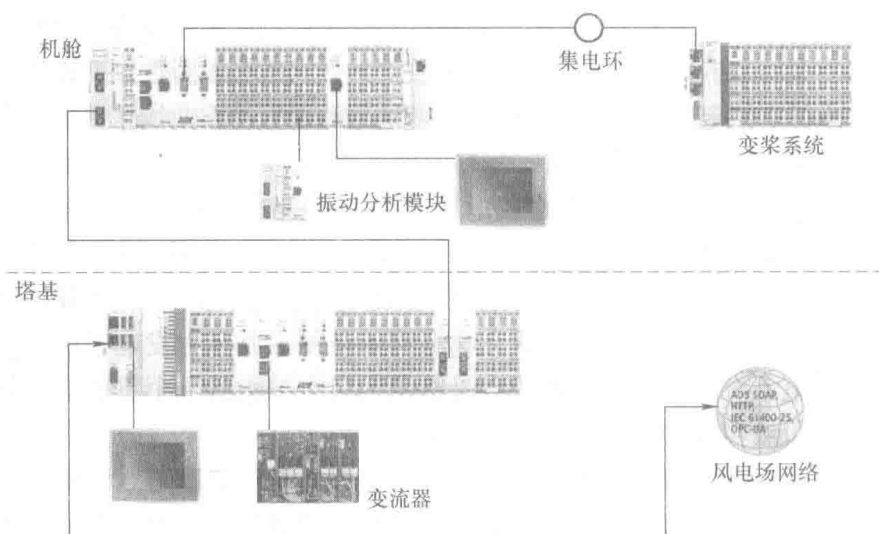 机舱
集电环
变桨系统
振动分析模块
塔基
ADS SOAP,
HTTP,
IEC 61400-25,
OPC-UA
变流器
风电场网络